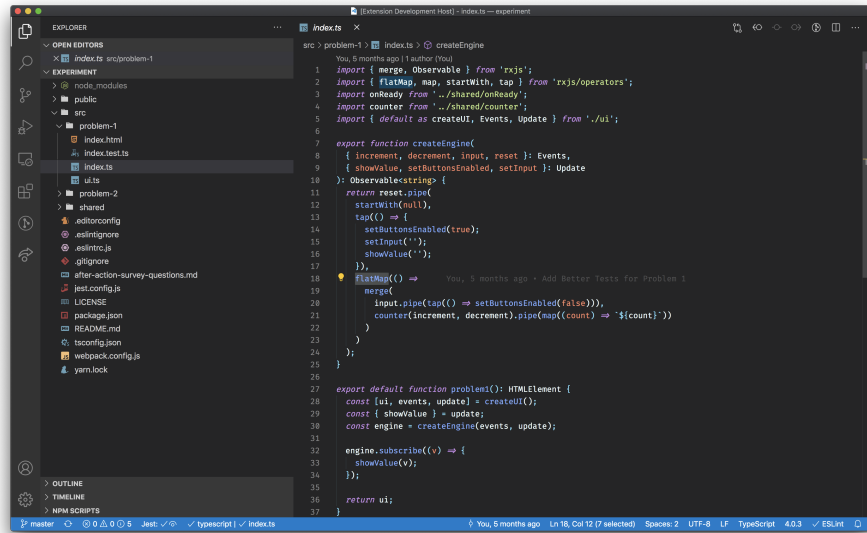 [Extension Development Host] - index.ts — experiment
EXPLORER
OPEN EDITORS
index.ts src/problem-1
EXPERIMENT
node_modules
public
src
problem-1
index.html
index.test.ts
index.ts
ui.ts
problem-2
shared
.editorconfig
.eslintignore
.eslintrc.js
.gitignore
after-action-survey-questions.md
jest.config.js
LICENSE
package.json
README.md
tsconfig.json
webpack.config.js
yarn.lock
OUTLINE
TIMELINE
NPM SCRIPTS
index.ts
src > problem-1 > index.ts > createEngine
You, 5 months ago | 1 author (You)
1 import { merge, Observable } from 'rxjs';
2 import { flatMap, map, startWith, tap } from 'rxjs/operators';
3 import onReady from '../shared/onReady';
4 import counter from '../shared/counter';
5 import { default as createUI, Events, Update } from './ui';
6
7 export function createEngine(
8 { increment, decrement, input, reset }: Events,
9 { showValue, setButtonsEnabled, setInput }: Update
10 ): Observable<string> {
11 return reset.pipe(
12 startWith(null),
13 tap(() => {
14 setButtonsEnabled(true);
15 setInput('');
16 showValue('');
17 }),
18 flatMap(() => You, 5 months ago • Add Better Tests for Problem 1
19 merge(
20 input.pipe(tap(() => setButtonsEnabled(false))),
21 counter(increment, decrement).pipe(map((count) => `${count}`))
22 )
23 )
24 );
25 }
26
27 export default function problem1(): HTMLElement {
28 const [ui, events, update] = createUI();
29 const { showValue } = update;
30 const engine = createEngine(events, update);
31
32 engine.subscribe((v) => {
33 showValue(v);
34 });
35
36 return ui;
37 }
master 0 0 5 Jest: typescript | index.ts You, 5 months ago Ln 18, Col 12 (7 selected) Spaces: 2 UTF-8 LF TypeScript 4.0.3 ESLint